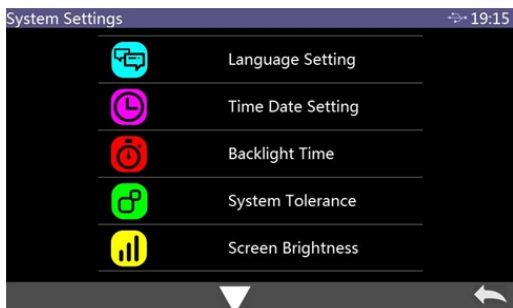 System Settings 19:15
Language Setting
Time Date Setting
Backlight Time
System Tolerance
Screen Brightness